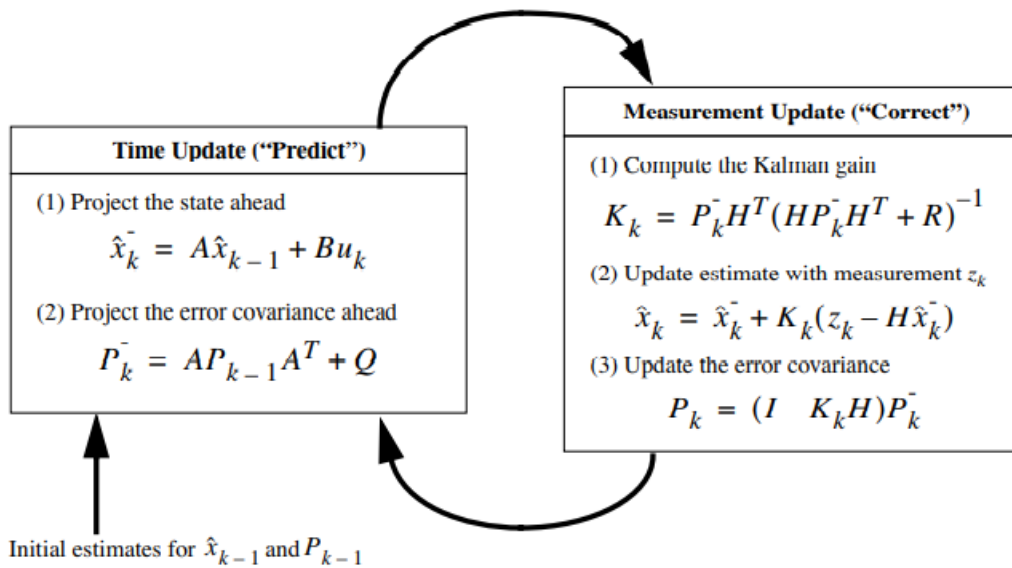 Time Update (“Predict”)
(1) Project the state ahead
x̂ₖ⁻ = Ax̂ₖ₋₁ + Buₖ
(2) Project the error covariance ahead
Pₖ⁻ = APₖ₋₁Aᵀ + Q
Initial estimates for x̂ₖ₋₁ and Pₖ₋₁
Measurement Update (“Correct”)
(1) Compute the Kalman gain
Kₖ = Pₖ⁻Hᵀ(HPₖ⁻Hᵀ + R)⁻¹
(2) Update estimate with measurement zₖ
x̂ₖ = x̂ₖ⁻ + Kₖ(zₖ – Hx̂ₖ⁻)
(3) Update the error covariance
Pₖ = (I KₖH)Pₖ⁻